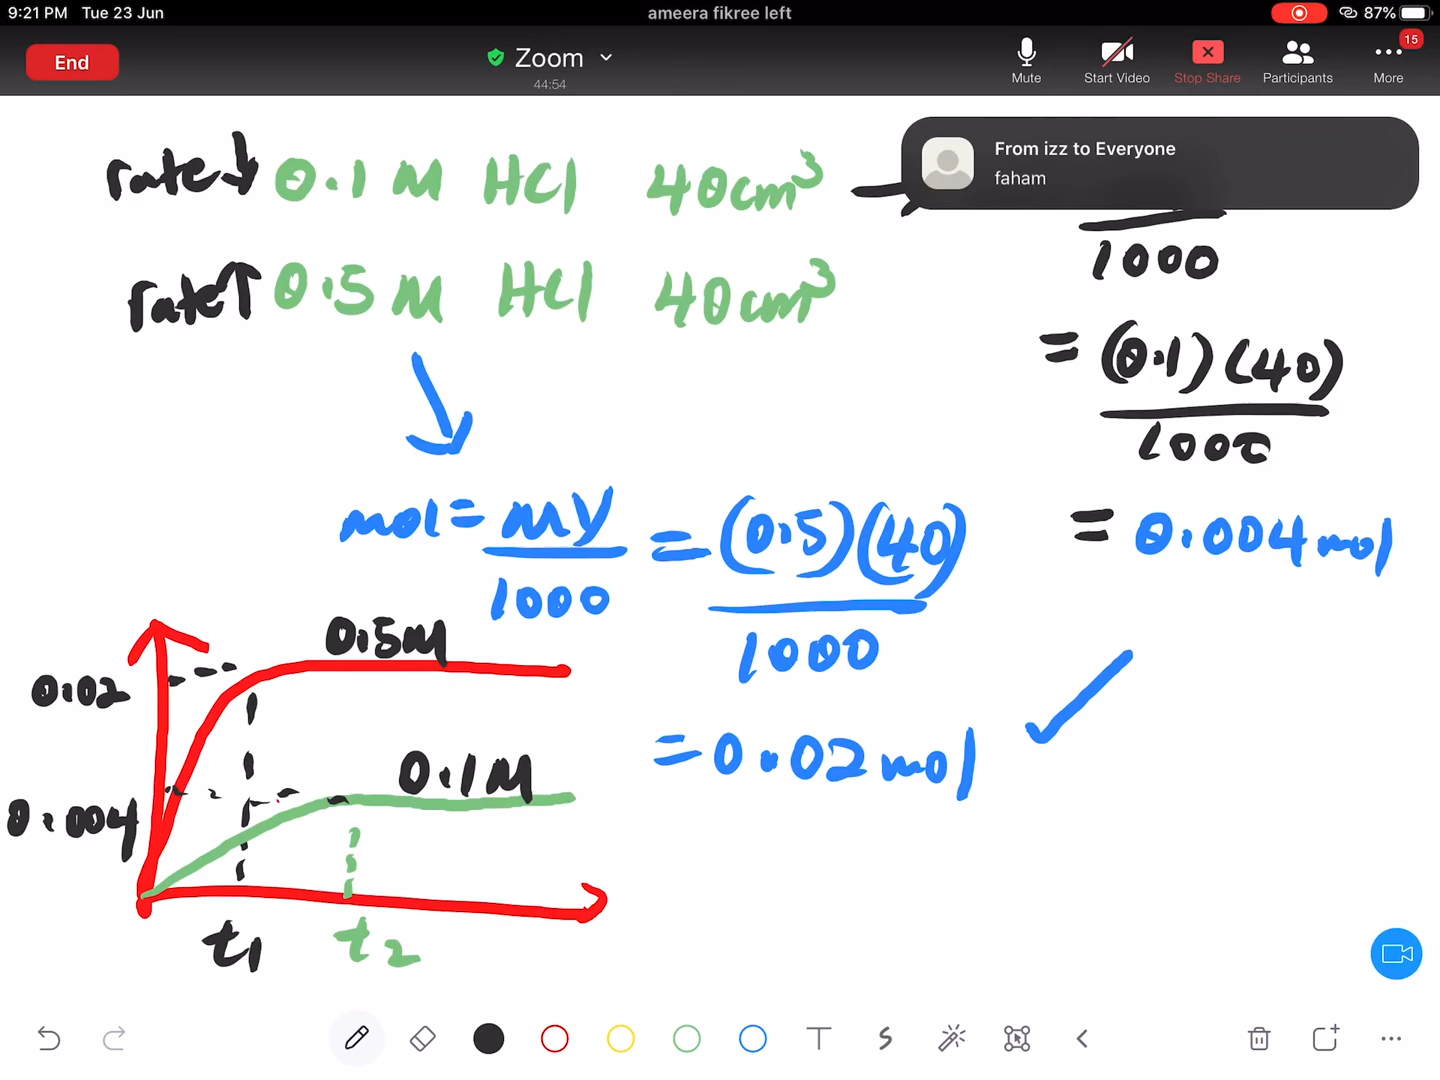 9:21 PM Tue 23 Jun
ameera fikree left
87%
End
Zoom
44:54
Mute
Start Video
Stop Share
Participants
15
More
From izz to Everyone
faham
rate↓ 0.1 M HCl 40cm³
1000
rate↑ 0.5 M HCl 40cm³
= (0.1)(40)
1000
= 0.004 mol
mol = MV
1000
= (0.5)(40)
1000
= 0.02 mol
0.5M
0.02
0.1M
0.004
t₁
t₂
T